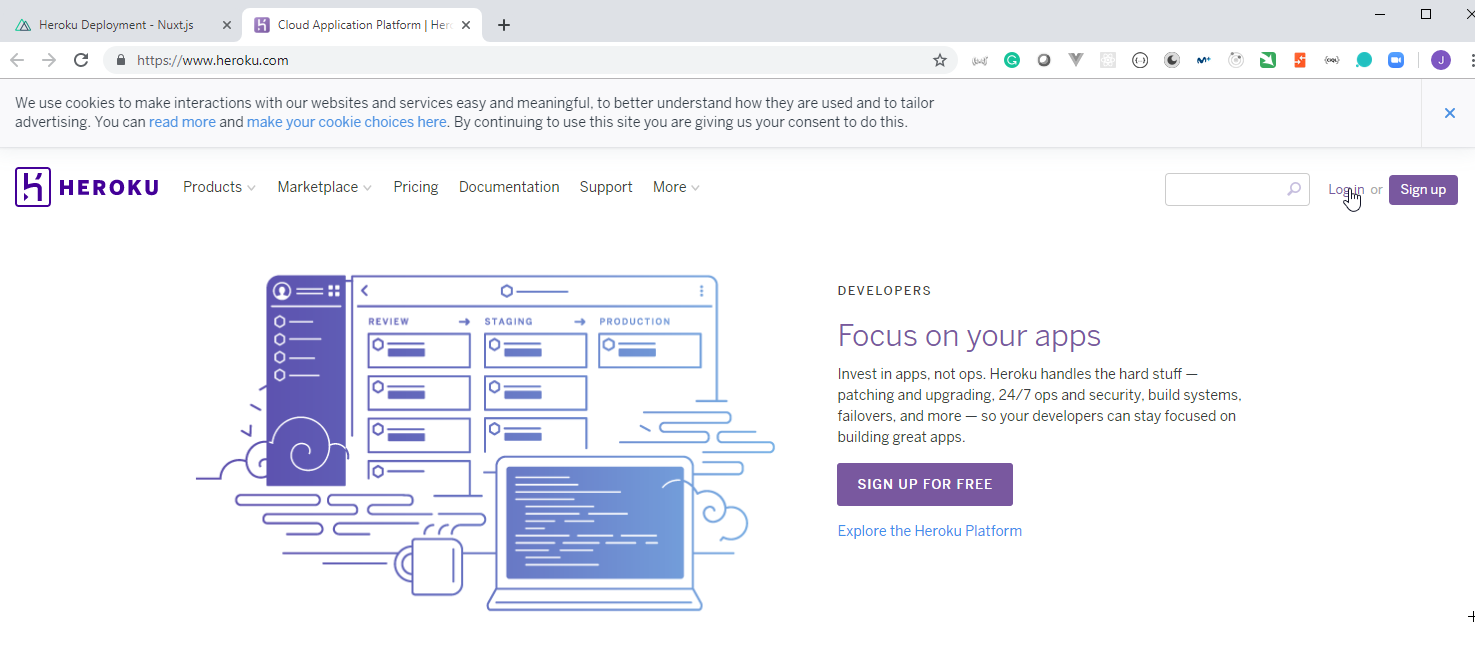 Heroku Deployment - Nuxt.js
Cloud Application Platform | Her
https://www.heroku.com
J
We use cookies to make interactions with our websites and services easy and meaningful, to better understand how they are used and to tailor
advertising. You can read more and make your cookie choices here. By continuing to use this site you are giving us your consent to do this.
HEROKU
Products
Marketplace
Pricing
Documentation
Support
More
Log in or
Sign up
REVIEW
STAGING
PRODUCTION
DEVELOPERS
Focus on your apps
Invest in apps, not ops. Heroku handles the hard stuff —
patching and upgrading, 24/7 ops and security, build systems,
failovers, and more — so your developers can stay focused on
building great apps.
SIGN UP FOR FREE
Explore the Heroku Platform